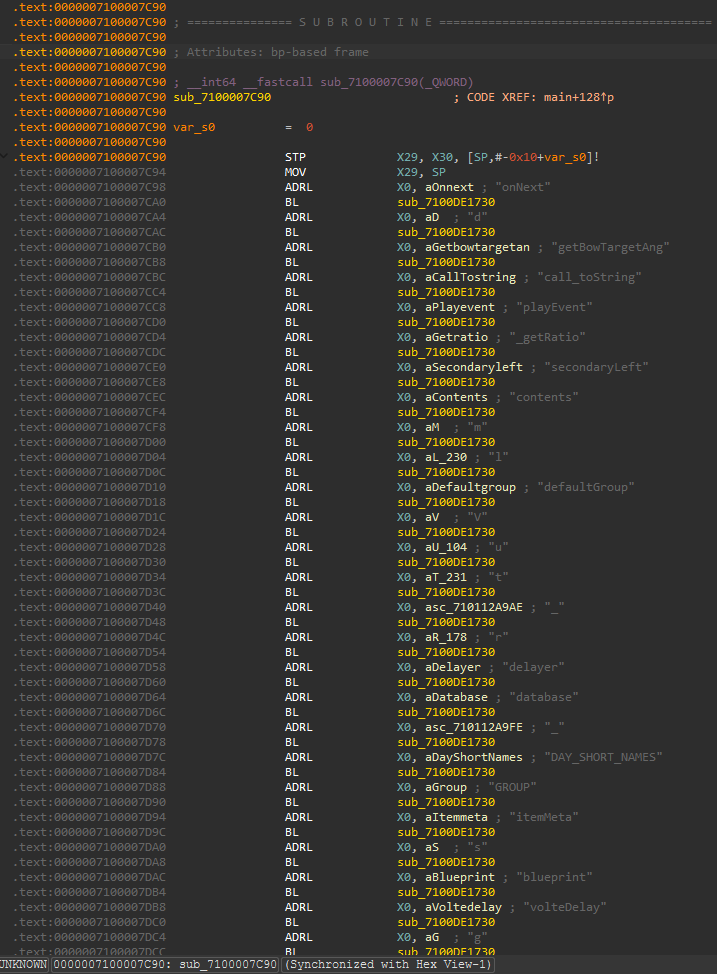 .text:0000007100007C90
.text:0000007100007C90 ; =============== S U B R O U T I N E =======================================
.text:0000007100007C90
.text:0000007100007C90 ; Attributes: bp-based frame
.text:0000007100007C90
.text:0000007100007C90 ; __int64 __fastcall sub_7100007C90(_QWORD)
.text:0000007100007C90 sub_7100007C90 ; CODE XREF: main+128↑p
.text:0000007100007C90
.text:0000007100007C90 var_s0 = 0
.text:0000007100007C90
.text:0000007100007C90 STP X29, X30, [SP,#-0x10+var_s0]!
.text:0000007100007C94 MOV X29, SP
.text:0000007100007C98 ADRL X0, aOnnext ; "onNext"
.text:0000007100007CA0 BL sub_7100DE1730
.text:0000007100007CA4 ADRL X0, aD ; "d"
.text:0000007100007CAC BL sub_7100DE1730
.text:0000007100007CB0 ADRL X0, aGetbowtargetan ; "getBowTargetAng"
.text:0000007100007CB8 BL sub_7100DE1730
.text:0000007100007CBC ADRL X0, aCallTostring ; "call_toString"
.text:0000007100007CC4 BL sub_7100DE1730
.text:0000007100007CC8 ADRL X0, aPlayevent ; "playEvent"
.text:0000007100007CD0 BL sub_7100DE1730
.text:0000007100007CD4 ADRL X0, aGetratio ; "_getRatio"
.text:0000007100007CDC BL sub_7100DE1730
.text:0000007100007CE0 ADRL X0, aSecondaryleft ; "secondaryLeft"
.text:0000007100007CE8 BL sub_7100DE1730
.text:0000007100007CEC ADRL X0, aContents ; "contents"
.text:0000007100007CF4 BL sub_7100DE1730
.text:0000007100007CF8 ADRL X0, aM ; "m"
.text:0000007100007D00 BL sub_7100DE1730
.text:0000007100007D04 ADRL X0, aL_230 ; "l"
.text:0000007100007D0C BL sub_7100DE1730
.text:0000007100007D10 ADRL X0, aDefaultgroup ; "defaultGroup"
.text:0000007100007D18 BL sub_7100DE1730
.text:0000007100007D1C ADRL X0, aV ; "V"
.text:0000007100007D24 BL sub_7100DE1730
.text:0000007100007D28 ADRL X0, aU_104 ; "u"
.text:0000007100007D30 BL sub_7100DE1730
.text:0000007100007D34 ADRL X0, aT_231 ; "t"
.text:0000007100007D3C BL sub_7100DE1730
.text:0000007100007D40 ADRL X0, asc_710112A9AE ; "_"
.text:0000007100007D48 BL sub_7100DE1730
.text:0000007100007D4C ADRL X0, aR_178 ; "r"
.text:0000007100007D54 BL sub_7100DE1730
.text:0000007100007D58 ADRL X0, aDelayer ; "delayer"
.text:0000007100007D60 BL sub_7100DE1730
.text:0000007100007D64 ADRL X0, aDatabase ; "database"
.text:0000007100007D6C BL sub_7100DE1730
.text:0000007100007D70 ADRL X0, asc_710112A9FE ; "_"
.text:0000007100007D78 BL sub_7100DE1730
.text:0000007100007D7C ADRL X0, aDayShortNames ; "DAY_SHORT_NAMES"
.text:0000007100007D84 BL sub_7100DE1730
.text:0000007100007D88 ADRL X0, aGroup ; "GROUP"
.text:0000007100007D90 BL sub_7100DE1730
.text:0000007100007D94 ADRL X0, aItemmeta ; "itemMeta"
.text:0000007100007D9C BL sub_7100DE1730
.text:0000007100007DA0 ADRL X0, aS ; "s"
.text:0000007100007DA8 BL sub_7100DE1730
.text:0000007100007DAC ADRL X0, aBlueprint ; "blueprint"
.text:0000007100007DB4 BL sub_7100DE1730
.text:0000007100007DB8 ADRL X0, aVoltedelay ; "volteDelay"
.text:0000007100007DC0 BL sub_7100DE1730
.text:0000007100007DC4 ADRL X0, aG ; "g"
.text:0000007100007DCC BL sub_7100DE1730
UNKNOWN 0000007100007C90: sub_7100007C90 (Synchronized with Hex View-1)